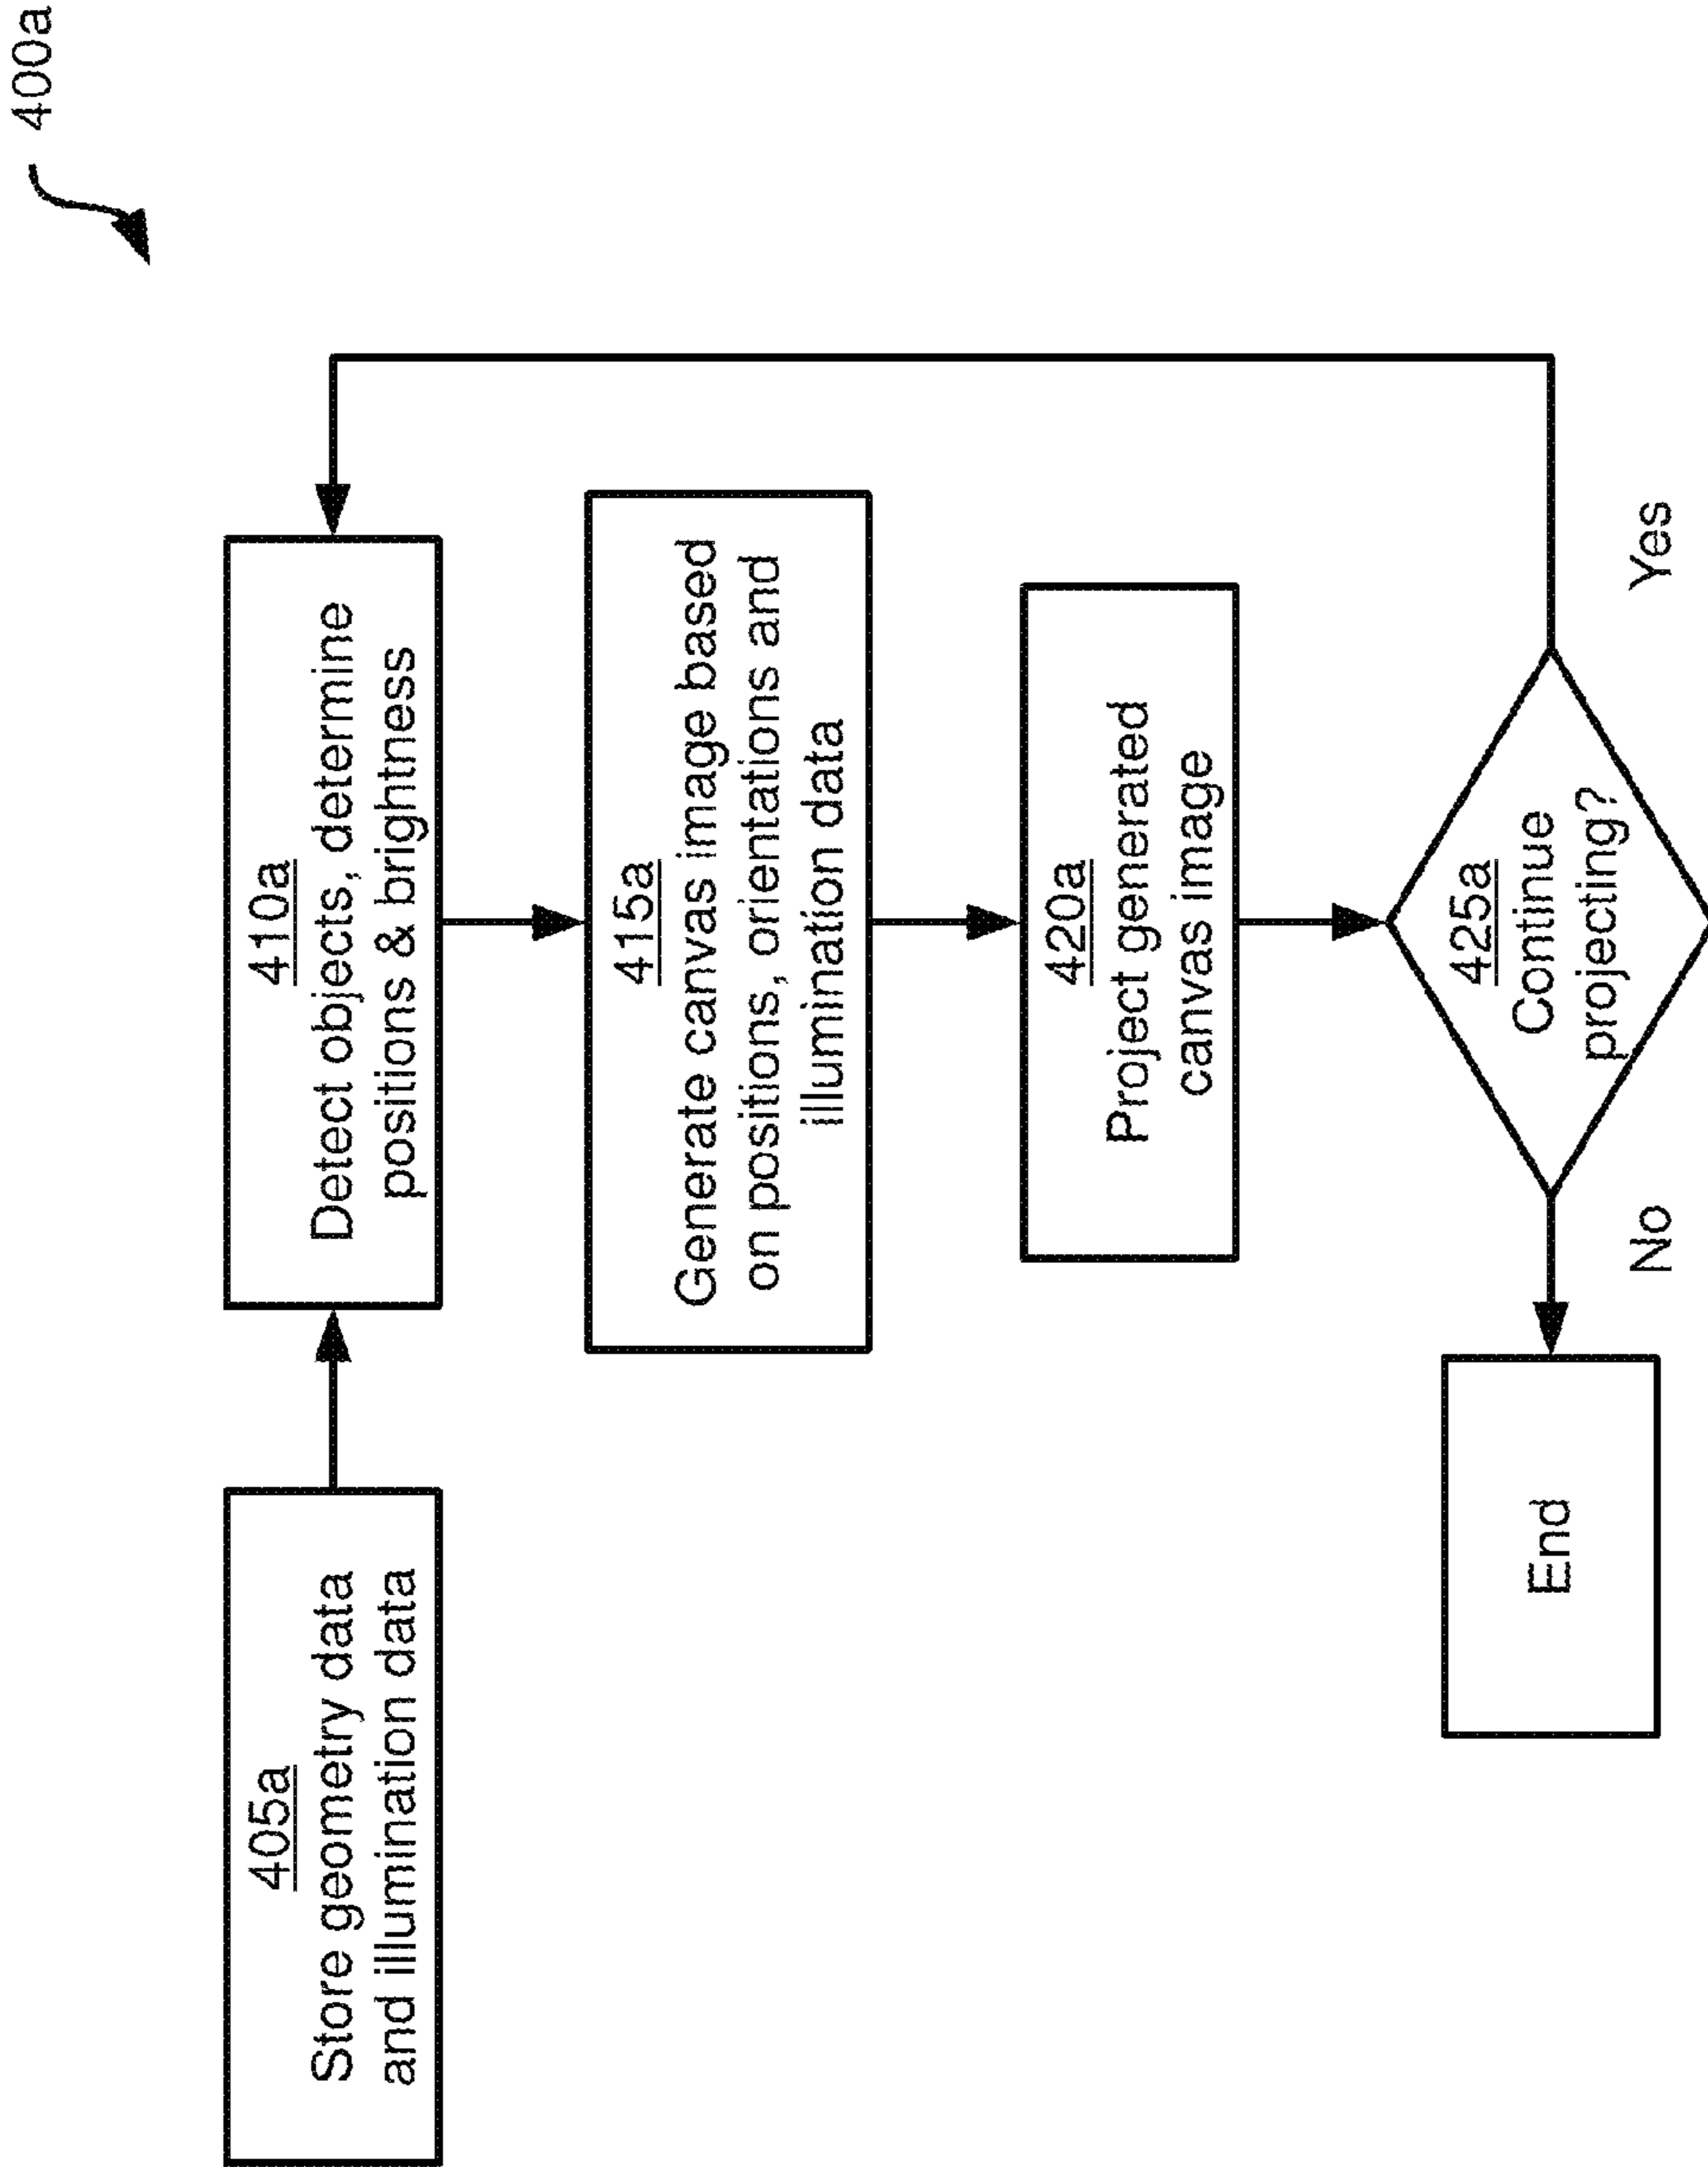 400a
405a
Store geometry data
and illumination data
410a
Detect objects, determine
positions & brightness
415a
Generate canvas image based
on positions, orientations and
illumination data
420a
Project generated
canvas image
425a
Continue
projecting?
No
Yes
End